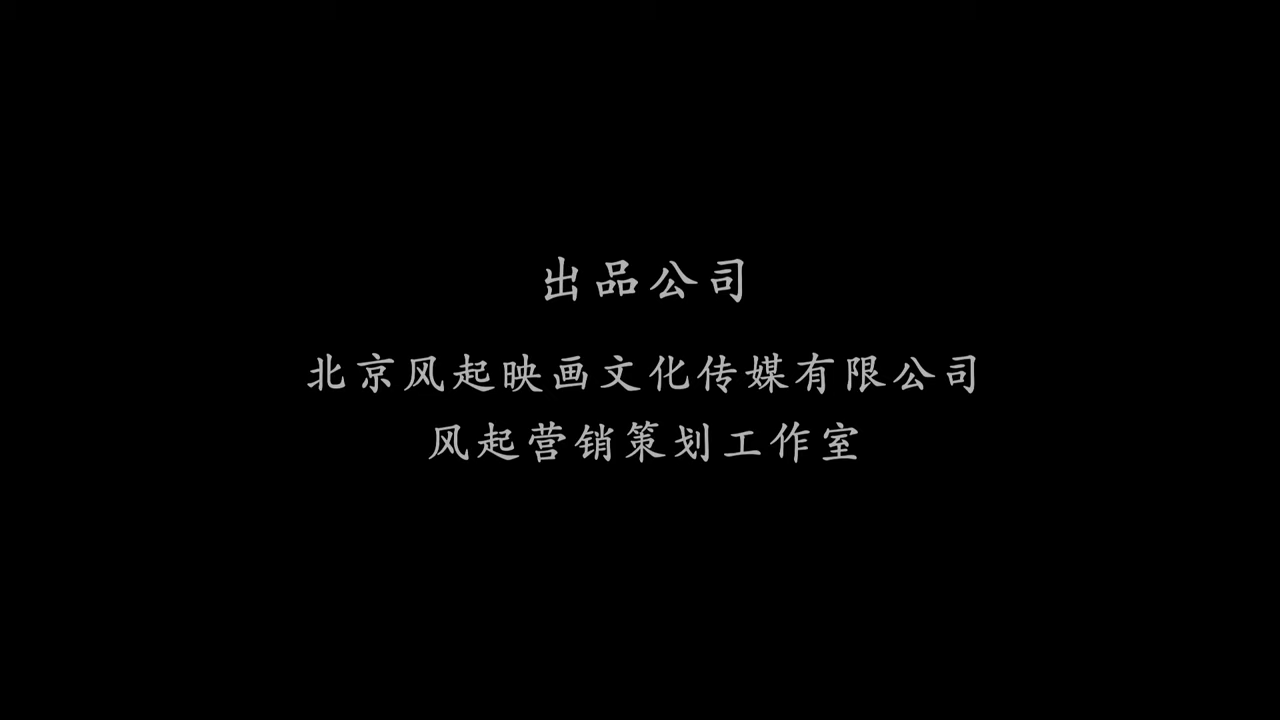 出品公司
北京风起映画文化传媒有限公司
风起营销策划工作室